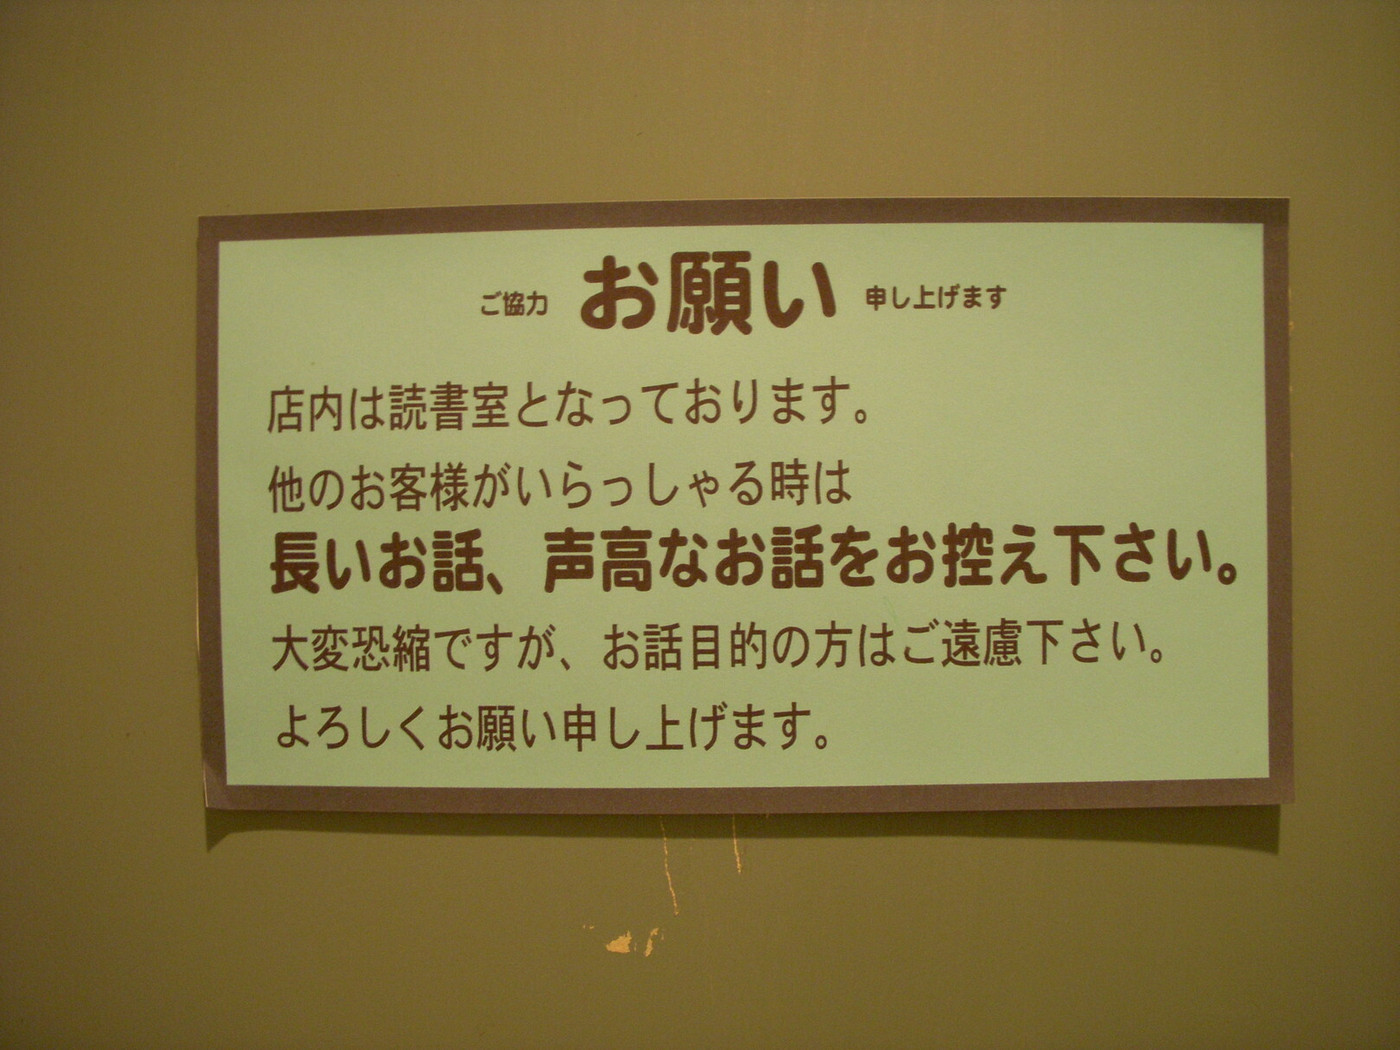 ご協力 お願い 申し上げます
店内は読書室となっております。
他のお客様がいらっしゃる時は
長いお話、声高なお話をお控え下さい。
大変恐縮ですが、お話目的の方はご遠慮下さい。
よろしくお願い申し上げます。